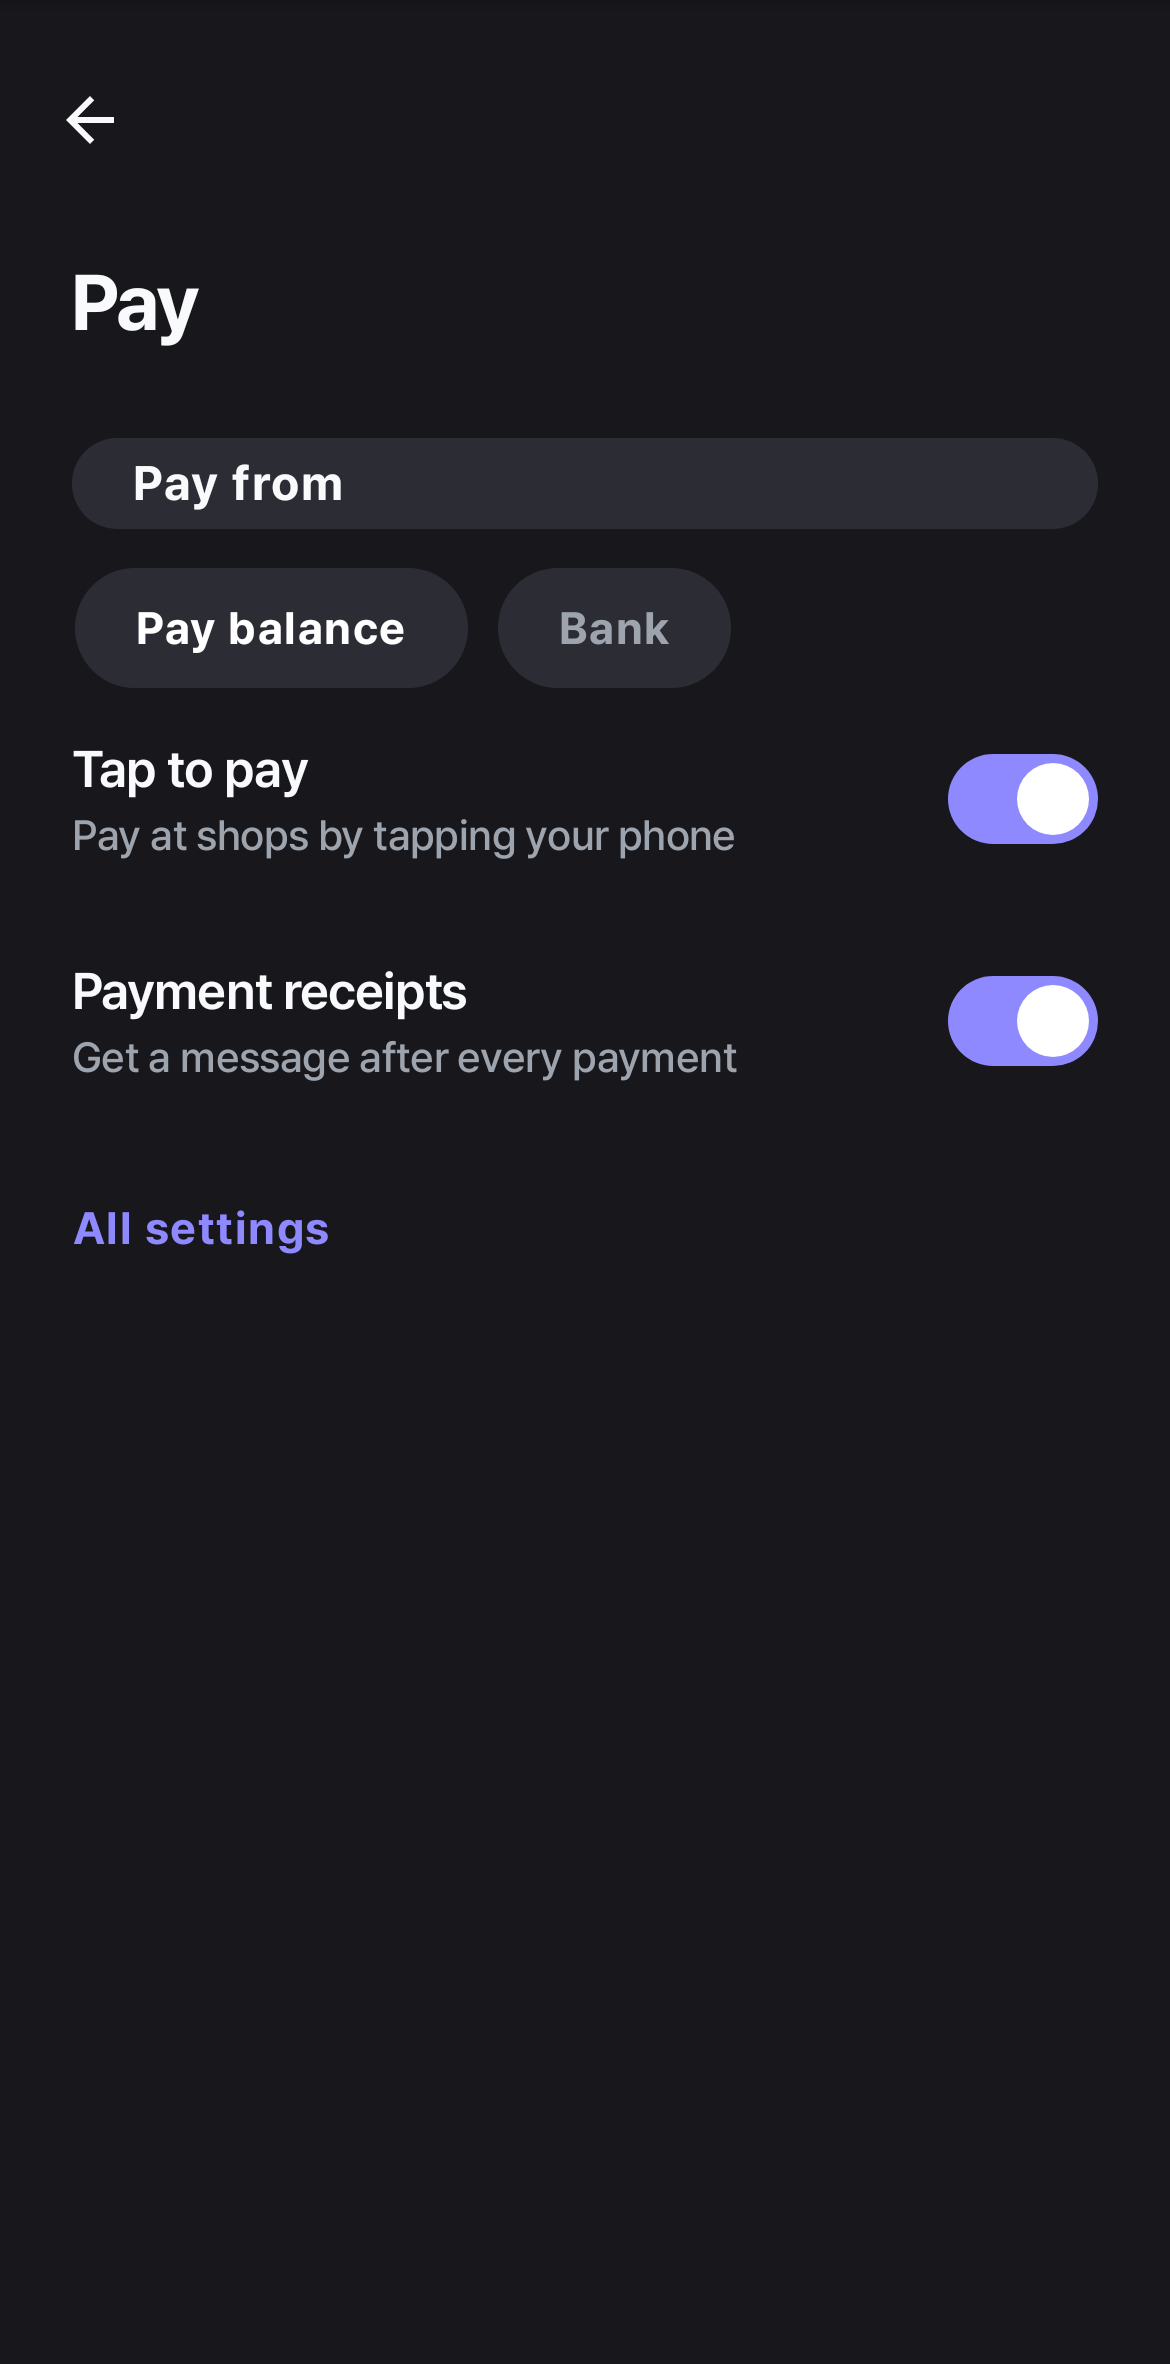 Pay
Pay from
Pay balance
Bank
Tap to pay
Pay at shops by tapping your phone
Payment receipts
Get a message after every payment
All settings